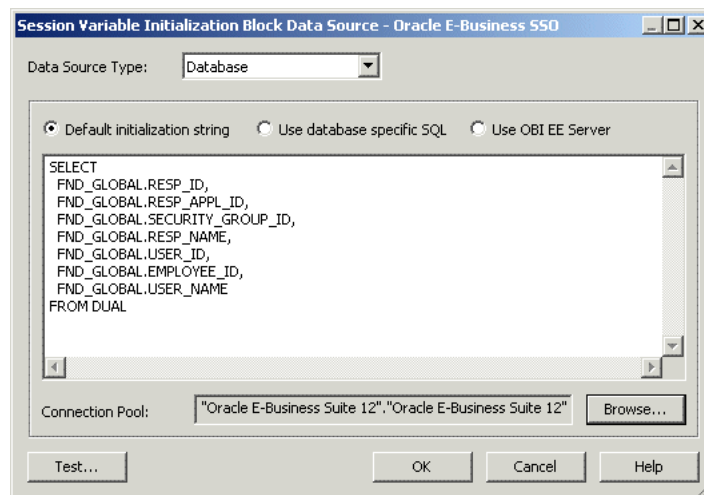 Session Variable Initialization Block Data Source - Oracle E-Business SSO
Data Source Type: Database
Default initialization string Use database specific SQL Use OBI EE Server
SELECT
FND_GLOBAL.RESP_ID,
FND_GLOBAL.RESP_APPL_ID,
FND_GLOBAL.SECURITY_GROUP_ID,
FND_GLOBAL.RESP_NAME,
FND_GLOBAL.USER_ID,
FND_GLOBAL.EMPLOYEE_ID,
FND_GLOBAL.USER_NAME
FROM DUAL
Connection Pool: "Oracle E-Business Suite 12"."Oracle E-Business Suite 12" Browse...
Test... OK Cancel Help